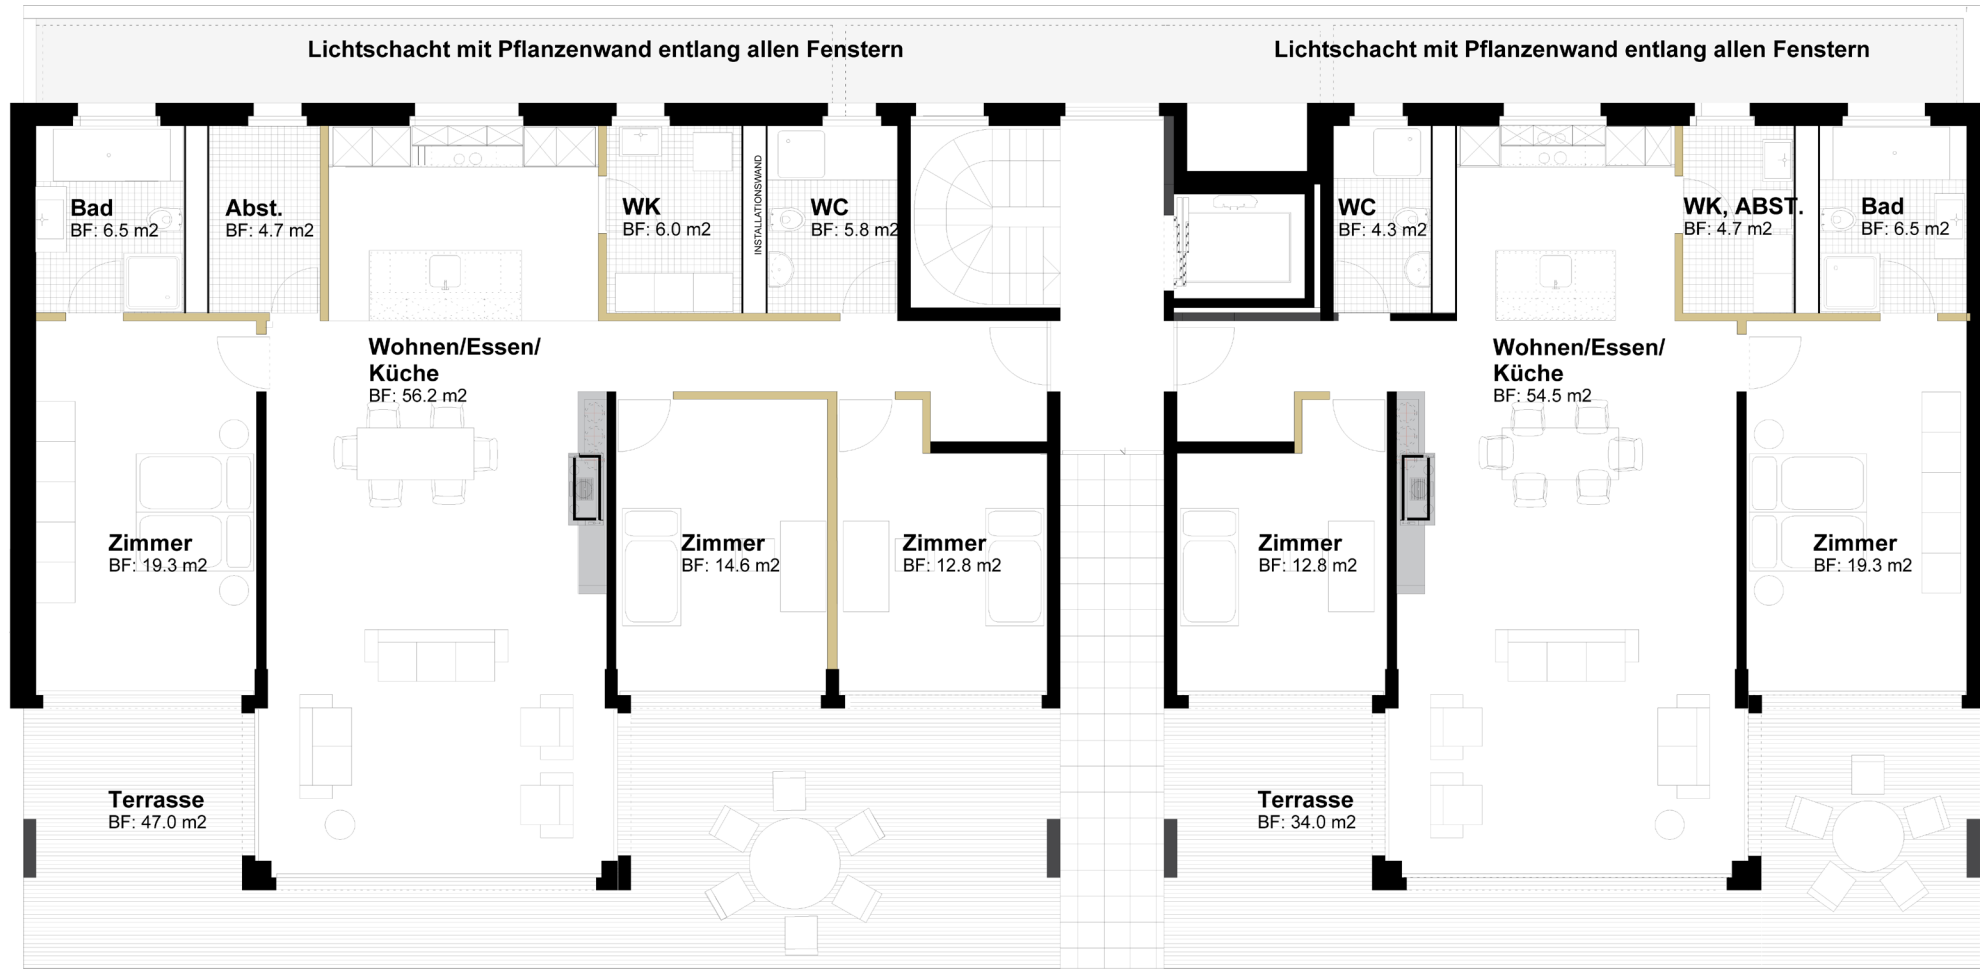 Lichtschacht mit Pflanzenwand entlang allen Fenstern
Lichtschacht mit Pflanzenwand entlang allen Fenstern
Bad
BF: 6.5 m2
Abst.
BF: 4.7 m2
WK
BF: 6.0 m2
INSTALLATIONSWAND
WC
BF: 5.8 m2
WC
BF: 4.3 m2
WK, ABST.
BF: 4.7 m2
Bad
BF: 6.5 m2
Wohnen/Essen/
Küche
BF: 56.2 m2
Wohnen/Essen/
Küche
BF: 54.5 m2
Zimmer
BF: 19.3 m2
Zimmer
BF: 14.6 m2
Zimmer
BF: 12.8 m2
Zimmer
BF: 12.8 m2
Zimmer
BF: 19.3 m2
Terrasse
BF: 47.0 m2
Terrasse
BF: 34.0 m2